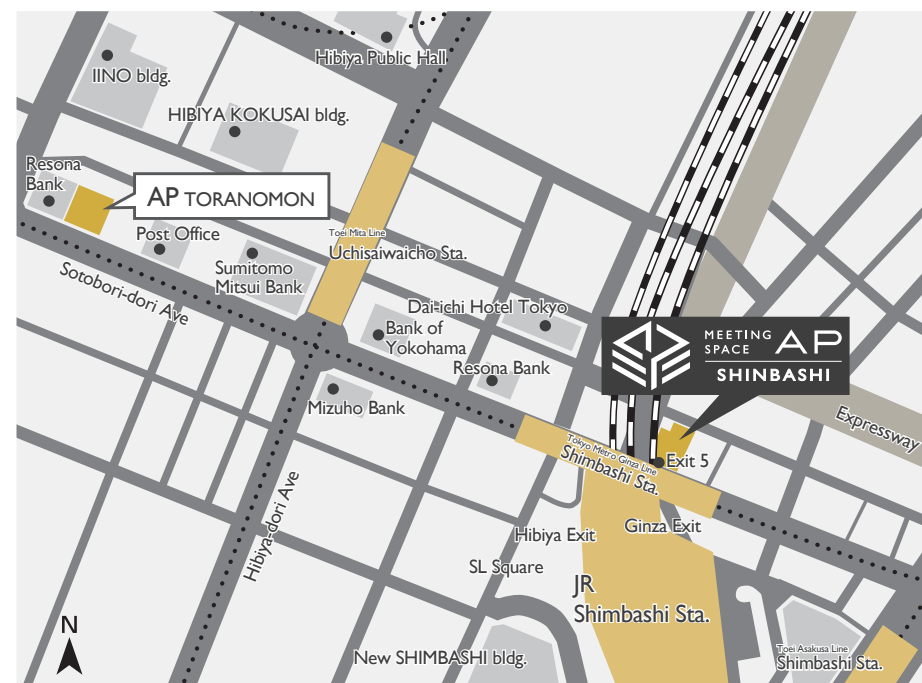 Hibiya Public Hall
IINO bldg.
HIBIYA KOKUSAI bldg.
Resona
Bank
AP TORANOMON
Post Office
Toei Mita Line
Uchisaiwaicho Sta.
Sumitomo
Mitsui Bank
Sotobori-dori Ave
Dai-ichi Hotel Tokyo
Bank of
Yokohama
MEETING
SPACE
AP
SHINBASHI
Resona Bank
Mizuho Bank
Expressway
Tokyo Metro Ginza Line
Shimbashi Sta.
Exit 5
Hibiya-dori Ave
Hibiya Exit
Ginza Exit
SL Square
JR
Shimbashi Sta.
N
New SHIMBASHI bldg.
Toei Asakusa Line
Shimbashi Sta.